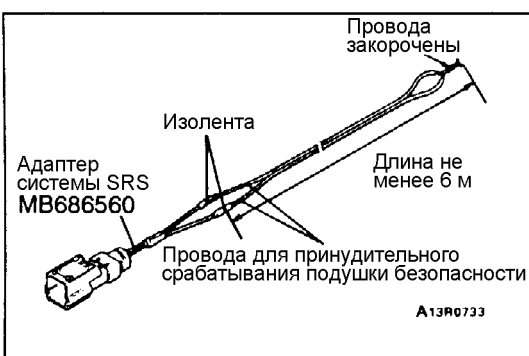 Провода
закорочены
Изолента
Длина не
менее 6 м
Адаптер
системы SRS
MB686560
Провода для принудительного
срабатывания подушки безопасности
A13R0733